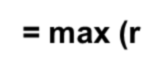 = max (r